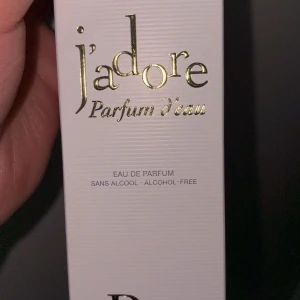 j'adore
Parfum d'eau
EAU DE PARFUM
SANS ALCOOL - ALCOHOL-FREE